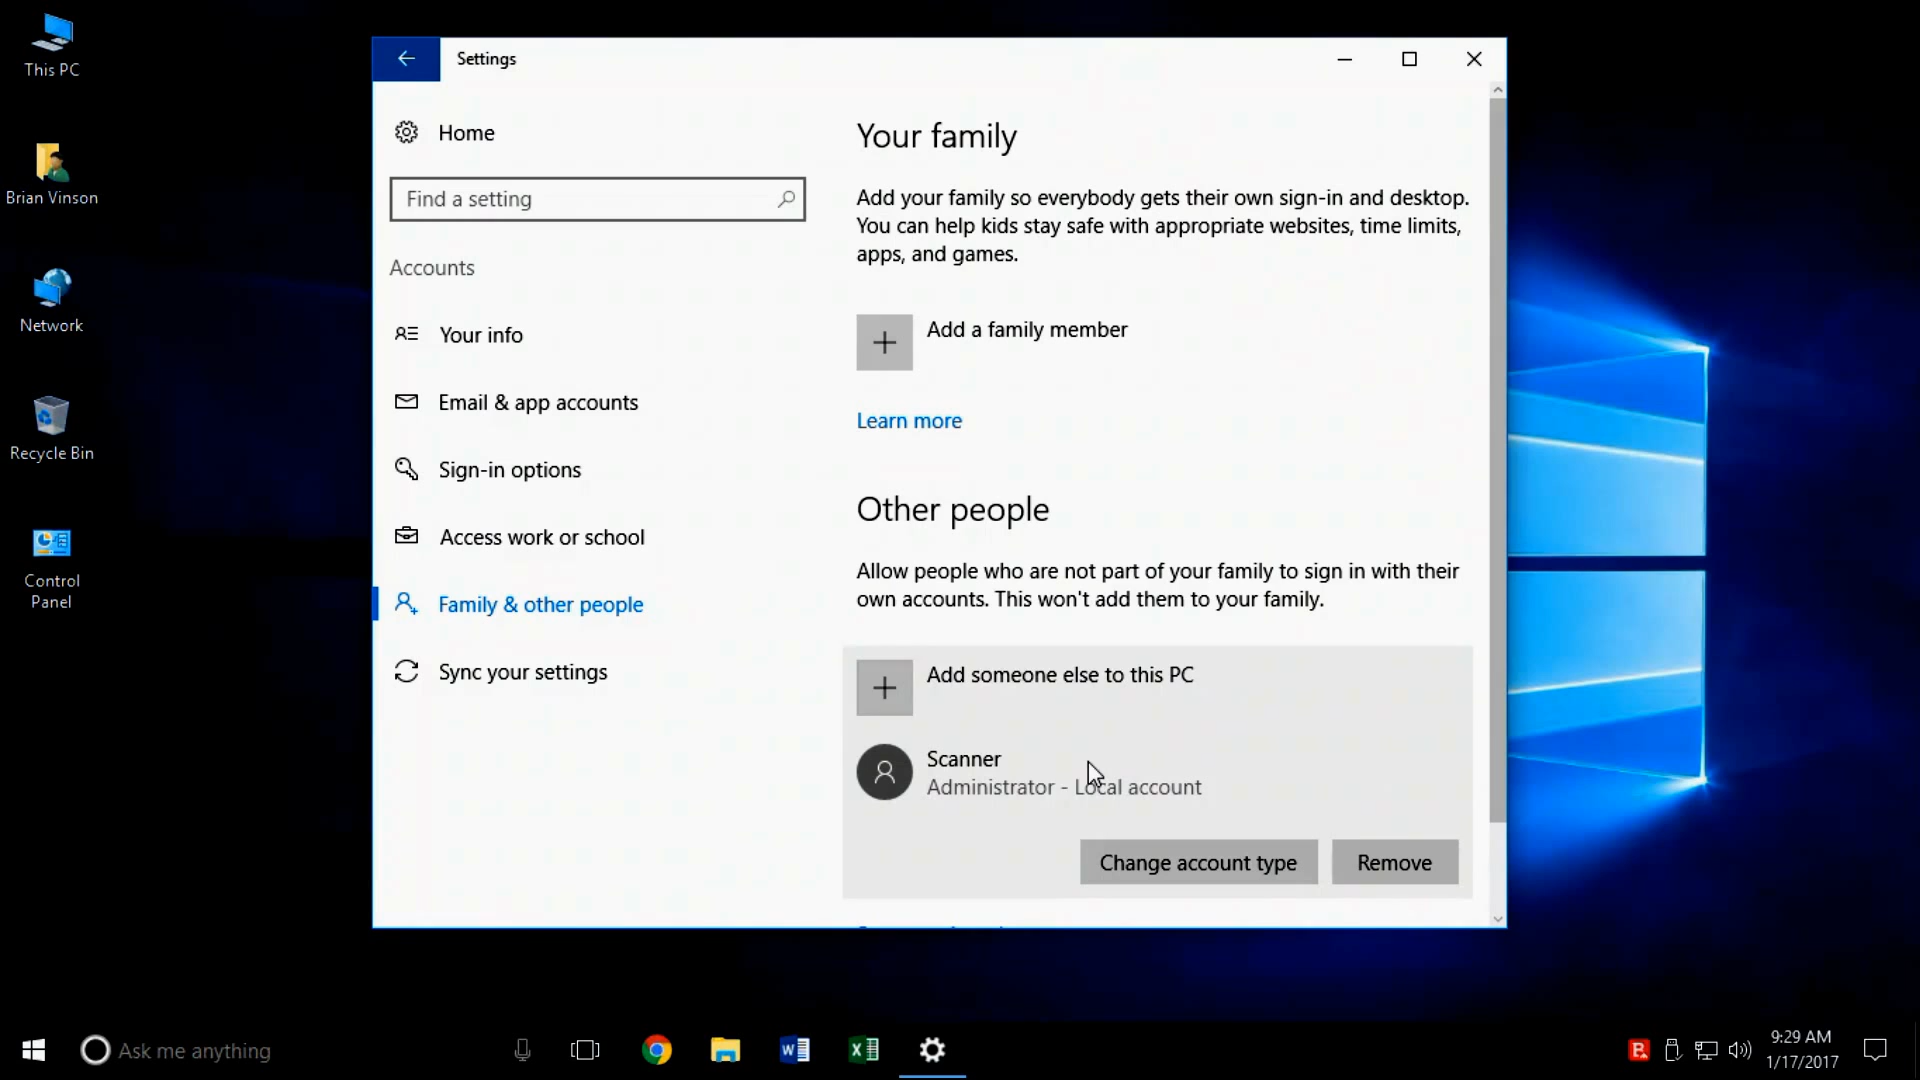 This PC
Brian Vinson
Network
Recycle Bin
Control
Panel
Settings
Home
Find a setting
Accounts
Your info
Email & app accounts
Sign-in options
Access work or school
Family & other people
Sync your settings
Your family
Add your family so everybody gets their own sign-in and desktop.
You can help kids stay safe with appropriate websites, time limits,
apps, and games.
Add a family member
Learn more
Other people
Allow people who are not part of your family to sign in with their
own accounts. This won't add them to your family.
Add someone else to this PC
Scanner
Administrator - Local account
Change account type
Remove
Ask me anything
9:29 AM
1/17/2017